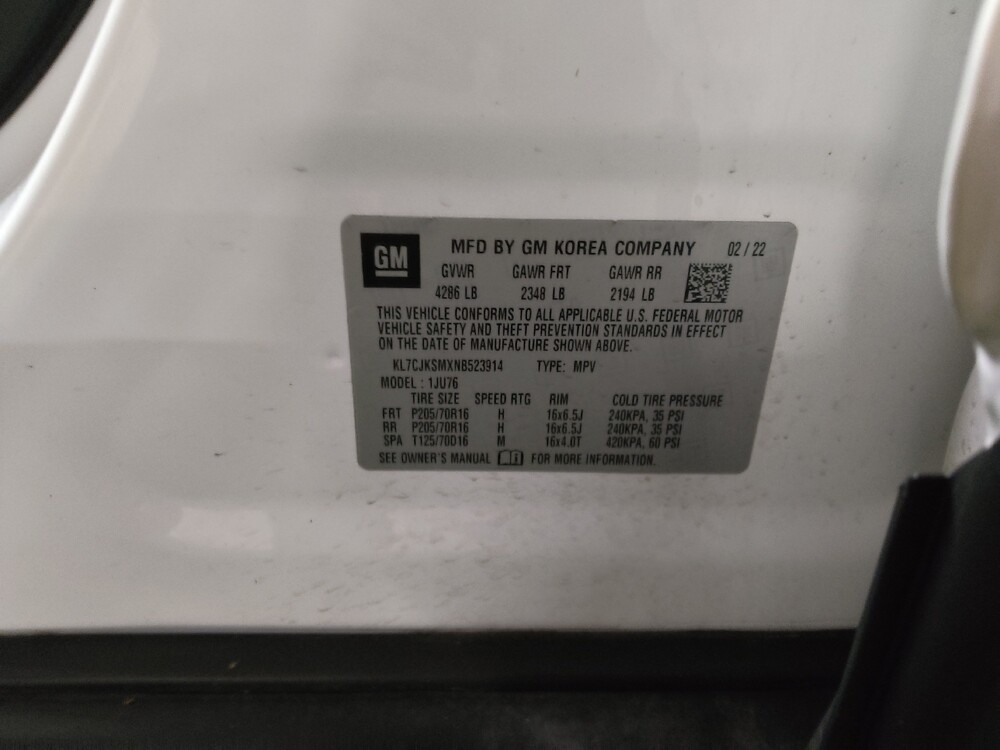 GM
MFD BY GM KOREA COMPANY 02 / 22
GVWR GAWR FRT GAWR RR
4286 LB 2348 LB 2194 LB
THIS VEHICLE CONFORMS TO ALL APPLICABLE U.S. FEDERAL MOTOR
VEHICLE SAFETY AND THEFT PREVENTION STANDARDS IN EFFECT
ON THE DATE OF MANUFACTURE SHOWN ABOVE.
KL7CJKSMXNB523914 TYPE: MPV
MODEL : 1JU76
TIRE SIZE SPEED RTG RIM COLD TIRE PRESSURE
FRT P205/70R16 H 16x6.5J 240KPA, 35 PSI
RR P205/70R16 H 16x6.5J 240KPA, 35 PSI
SPA T125/70D16 M 16x4.0T 420KPA, 60 PSI
SEE OWNER'S MANUAL FOR MORE INFORMATION.